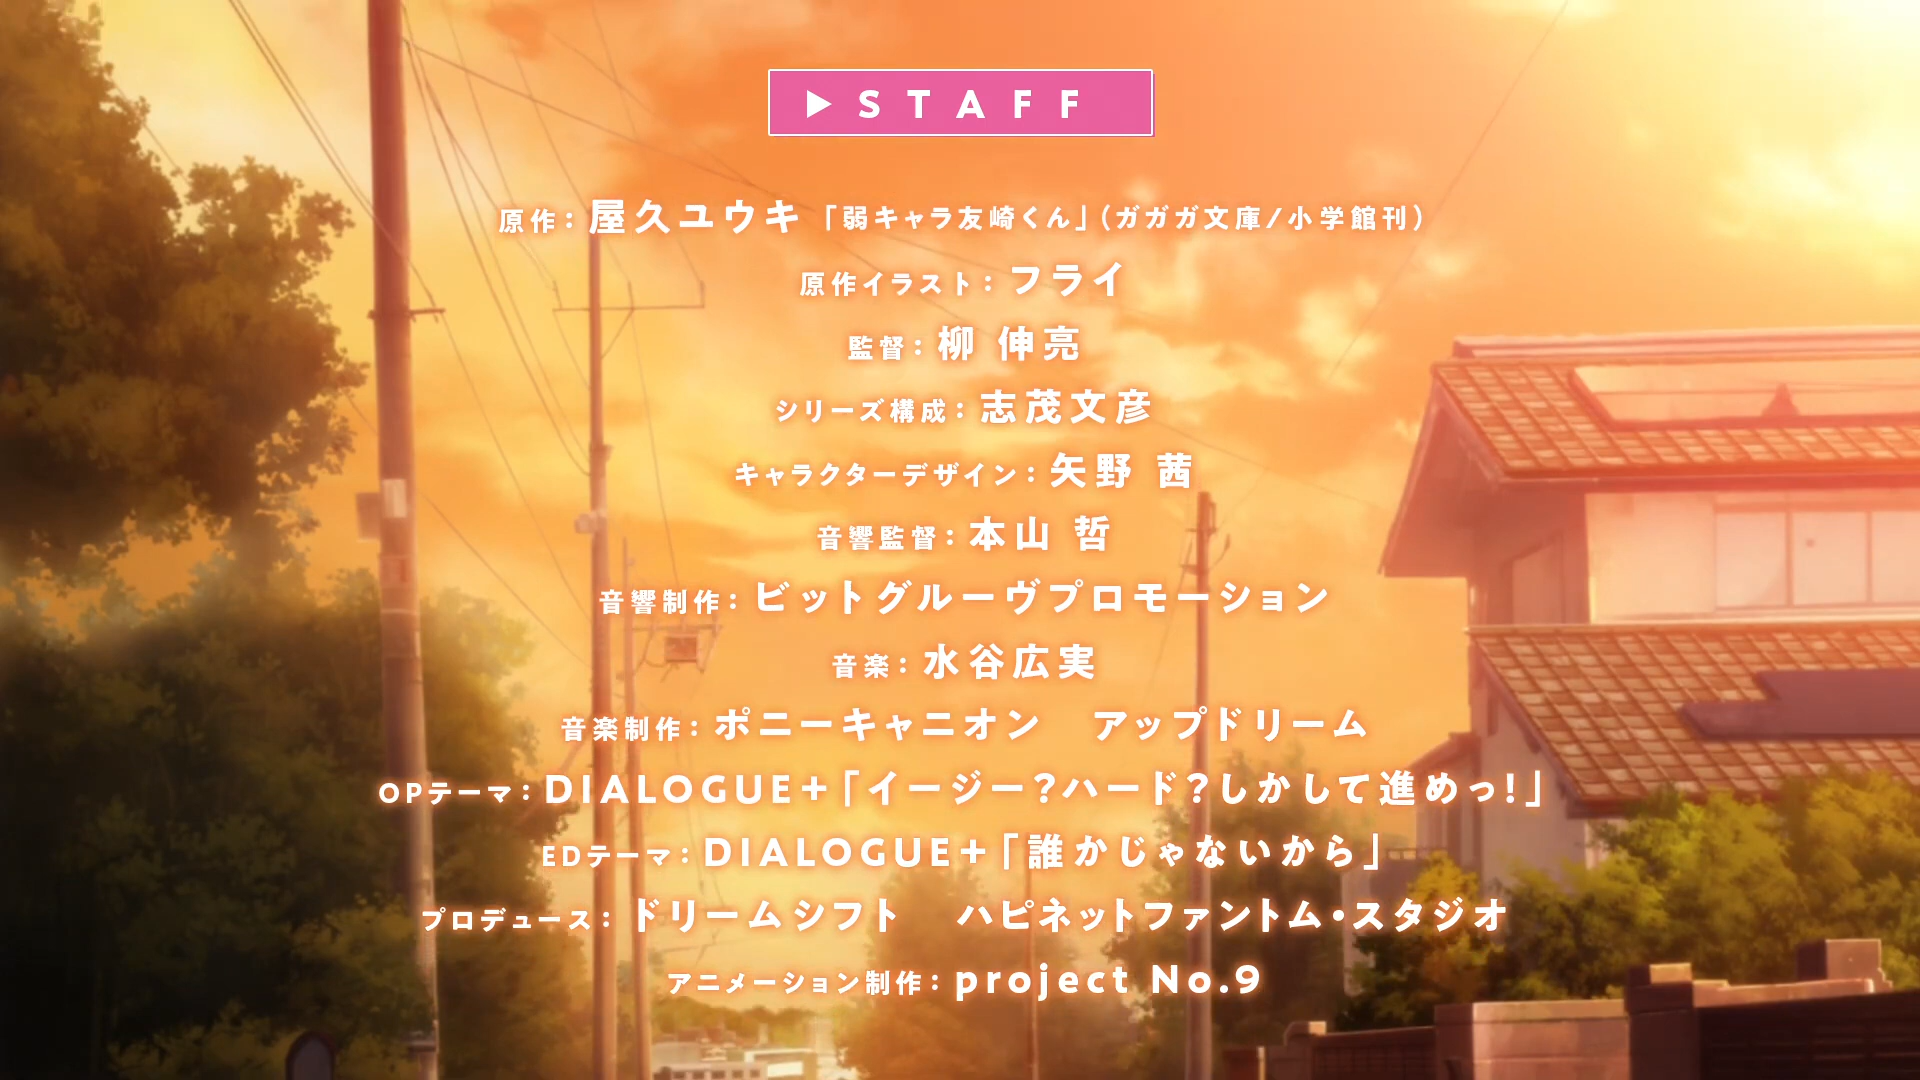 ▶STAFF
原作：屋久ユウキ「弱キャラ友崎くん」（ガガガ文庫/小学館刊）
原作イラスト：フライ
監督：柳 伸亮
シリーズ構成：志茂文彦
キャラクターデザイン：矢野 茜
音響監督：本山 哲
音響制作：ビットグルーヴプロモーション
音楽：水谷広実
音楽制作：ポニーキャニオン　アップドリーム
OPテーマ：DIALOGUE＋「イージー？ハード？しかして進めっ！」
EDテーマ：DIALOGUE＋「誰かじゃないから」
プロデュース：ドリームシフト　ハピネットファントム・スタジオ
アニメーション制作：project No.9